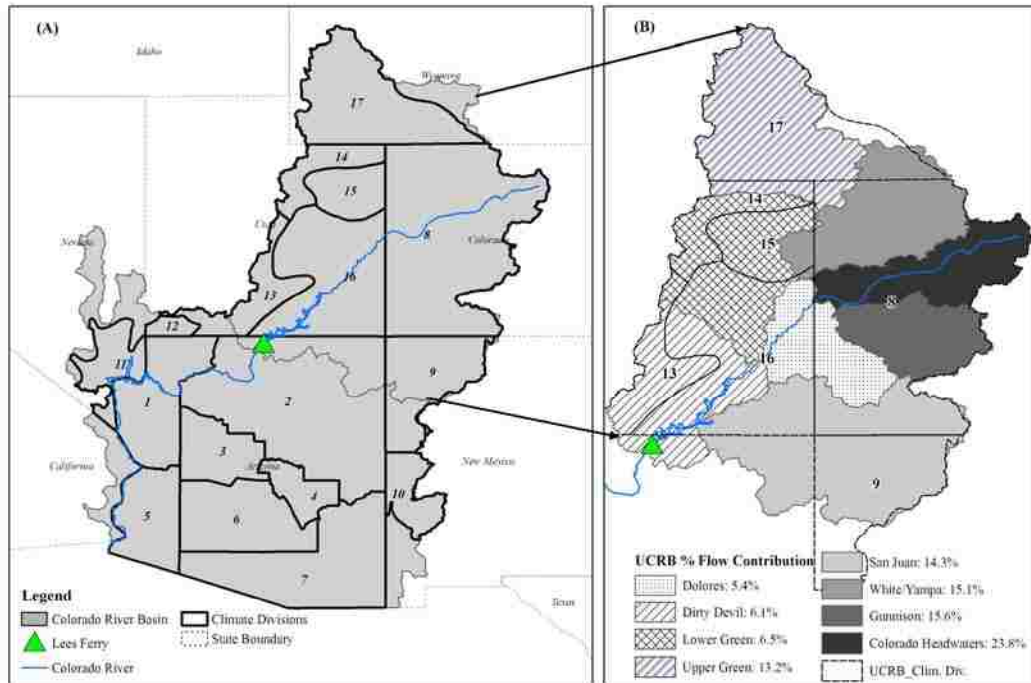 (A)
Idaho
Wyoming
17
14
15
Utah
8
Colorado
Nevada
16
13
12
11
9
1
2
3
Arizona
California
New Mexico
4
10
5
6
7
Texas
Legend
Colorado River Basin
Climate Divisions
Lees Ferry
State Boundary
Colorado River
(B)
17
14
15
8
16
13
9
UCRB % Flow Contribution
San Juan: 14.3%
Dolores: 5.4%
White/Yampa: 15.1%
Dirty Devil: 6.1%
Gunnison: 15.6%
Lower Green: 6.5%
Colorado Headwaters: 23.8%
Upper Green: 13.2%
UCRB_Clim. Div.